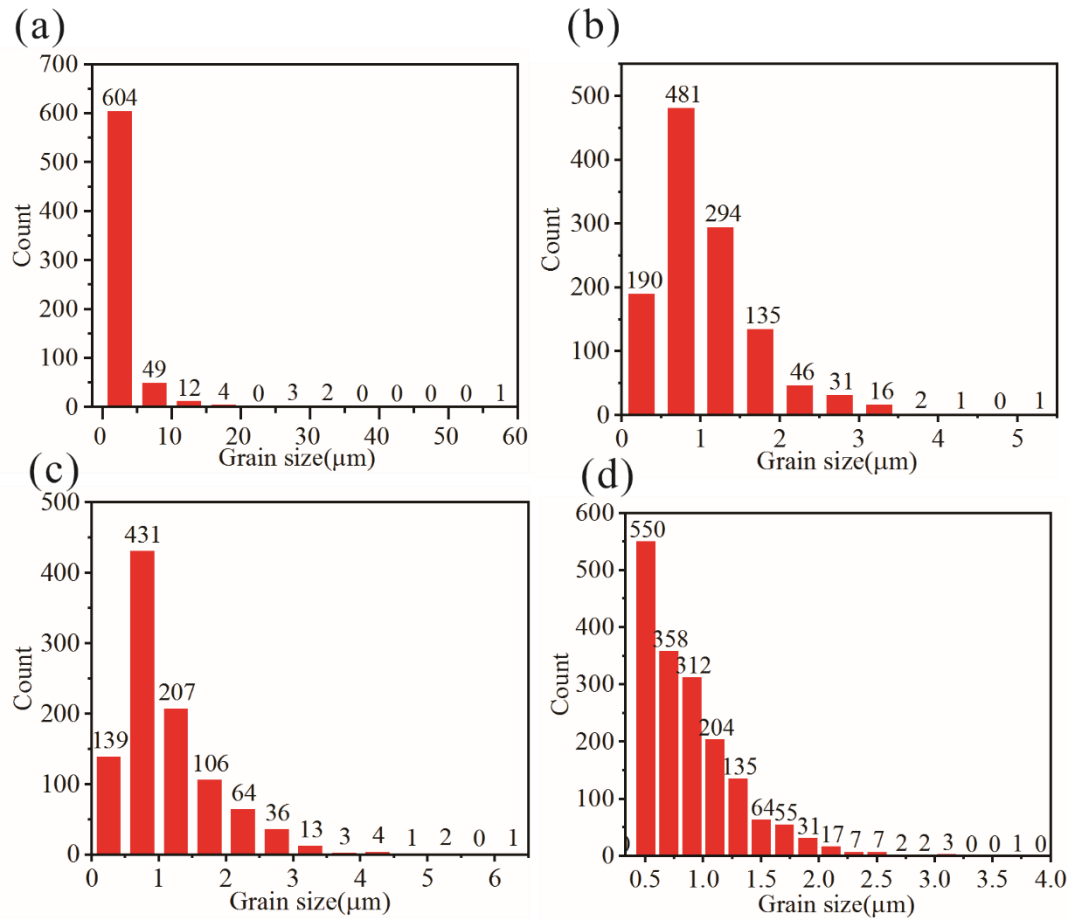 (a)
700
600
500
400
300
200
100
0
Count
604
49 12 4 0 3 2 0 0 0 0 1
0 10 20 30 40 50 60
Grain size(μm)
(b)
500
400
300
200
100
0
Count
190 481 294 135 46 31 16 2 1 0 1
0 1 2 3 4 5
Grain size(μm)
(c)
500
400
300
200
100
0
Count
139 431 207 106 64 36 13 3 4 1 2 0 1
0 1 2 3 4 5 6
Grain size(μm)
(d)
600
500
400
300
200
100
0
Count
0 550 358 312 204 135 64 55 31 17 7 7 2 2 3 0 0 1 0
0.5 1.0 1.5 2.0 2.5 3.0 3.5 4.0
Grain size(μm)